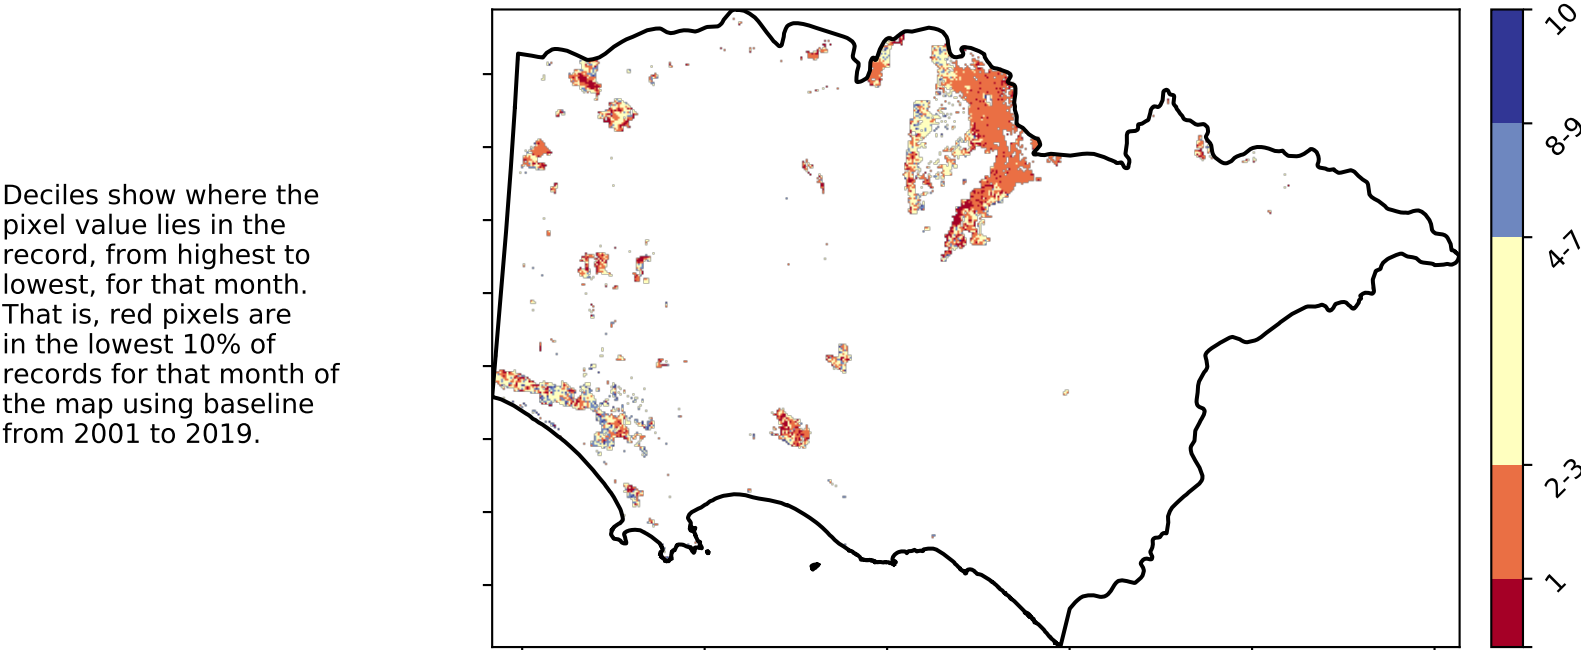 Deciles show where the
pixel value lies in the
record, from highest to
lowest, for that month.
That is, red pixels are
in the lowest 10% of
records for that month of
the map using baseline
from 2001 to 2019.
10
8-9
4-7
2-3
1